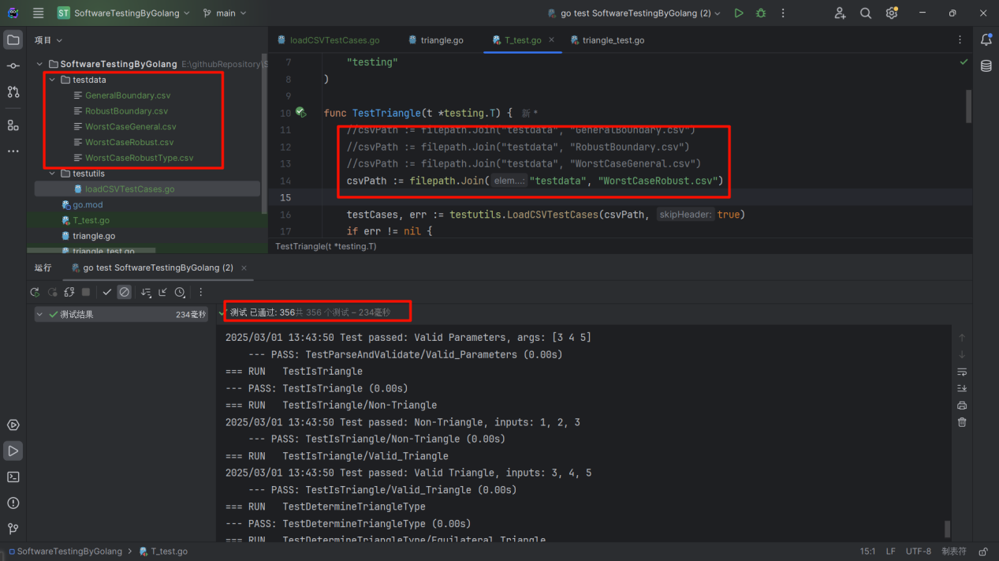 ST SoftwareTestingByGolang main go test SoftwareTestingByGolang (2)
项目
loadCSVTestCases.go triangle.go T_test.go triangle_test.go
SoftwareTestingByGolang E:\githubRepository\S
testdata
GeneralBoundary.csv
RobustBoundary.csv
WorstCaseGeneral.csv
WorstCaseRobust.csv
WorstCaseRobustType.csv
testutils
loadCSVTestCases.go
go.mod
T_test.go
triangle.go
triangle_test.go
7 "testing"
8 )
9
10 func TestTriangle(t *testing.T) { 新 *
11 //csvPath := filepath.Join("testdata", "GeneralBoundary.csv")
12 //csvPath := filepath.Join("testdata", "RobustBoundary.csv")
13 //csvPath := filepath.Join("testdata", "WorstCaseGeneral.csv")
14 csvPath := filepath.Join( elem...: "testdata", "WorstCaseRobust.csv")
15
16 testCases, err := testutils.LoadCSVTestCases(csvPath, skipHeader: true)
17 if err != nil {
TestTriangle(t *testing.T)
运行 go test SoftwareTestingByGolang (2)
测试结果 234毫秒
测试 已通过: 356共 356 个测试 – 234毫秒
2025/03/01 13:43:50 Test passed: Valid Parameters, args: [3 4 5]
--- PASS: TestParseAndValidate/Valid_Parameters (0.00s)
=== RUN TestIsTriangle
--- PASS: TestIsTriangle (0.00s)
=== RUN TestIsTriangle/Non-Triangle
2025/03/01 13:43:50 Test passed: Non-Triangle, inputs: 1, 2, 3
--- PASS: TestIsTriangle/Non-Triangle (0.00s)
=== RUN TestIsTriangle/Valid_Triangle
2025/03/01 13:43:50 Test passed: Valid Triangle, inputs: 3, 4, 5
--- PASS: TestIsTriangle/Valid_Triangle (0.00s)
=== RUN TestDetermineTriangleType
--- PASS: TestDetermineTriangleType (0.00s)
=== RUN TestDetermineTriangleType/Equilateral_Triangle
SoftwareTestingByGolang T_test.go 15:1 LF UTF-8 制表符